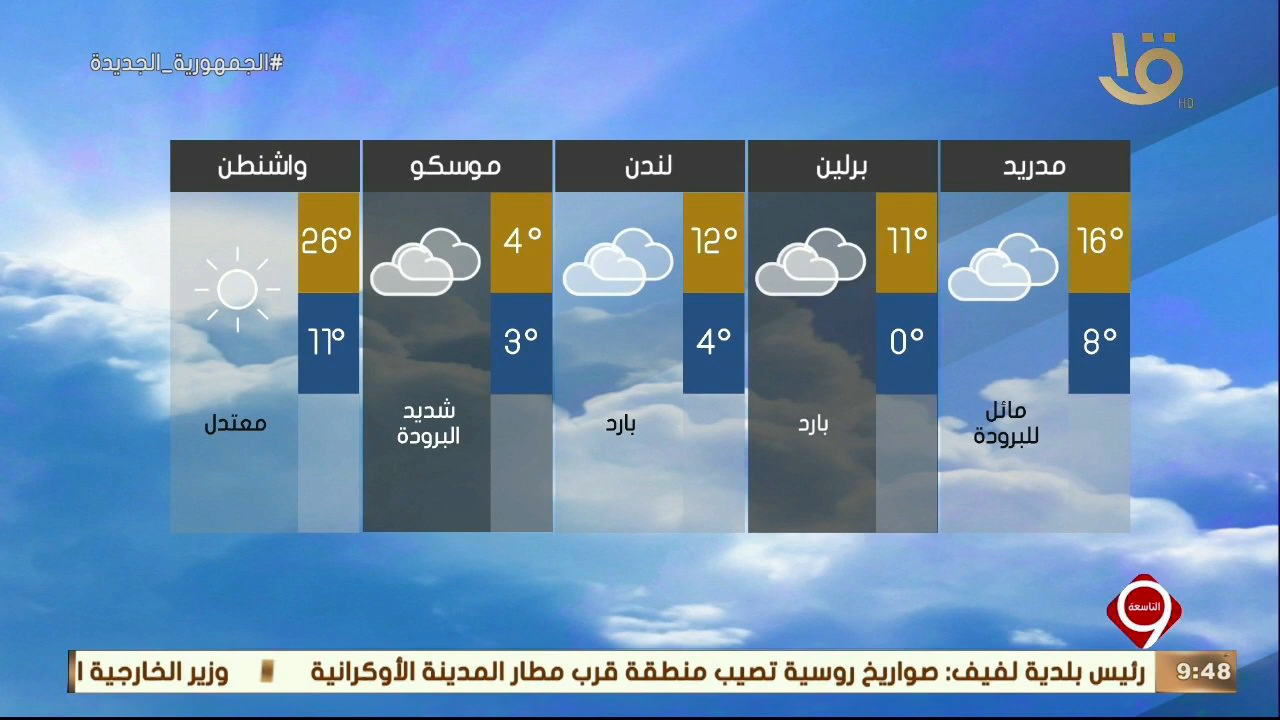 #الجمهورية_الجديدة
HD
مدريد
16°
8°
مائل
للبرودة
برلين
11°
0°
بارد
لندن
12°
4°
بارد
موسكو
4°
3°
شديد
البرودة
واشنطن
26°
11°
معتدل
التاسعة
9
9:48
رئيس بلدية لفيف: صواريخ روسية تصيب منطقة قرب مطار المدينة الأوكرانية
وزير الخارجية ا